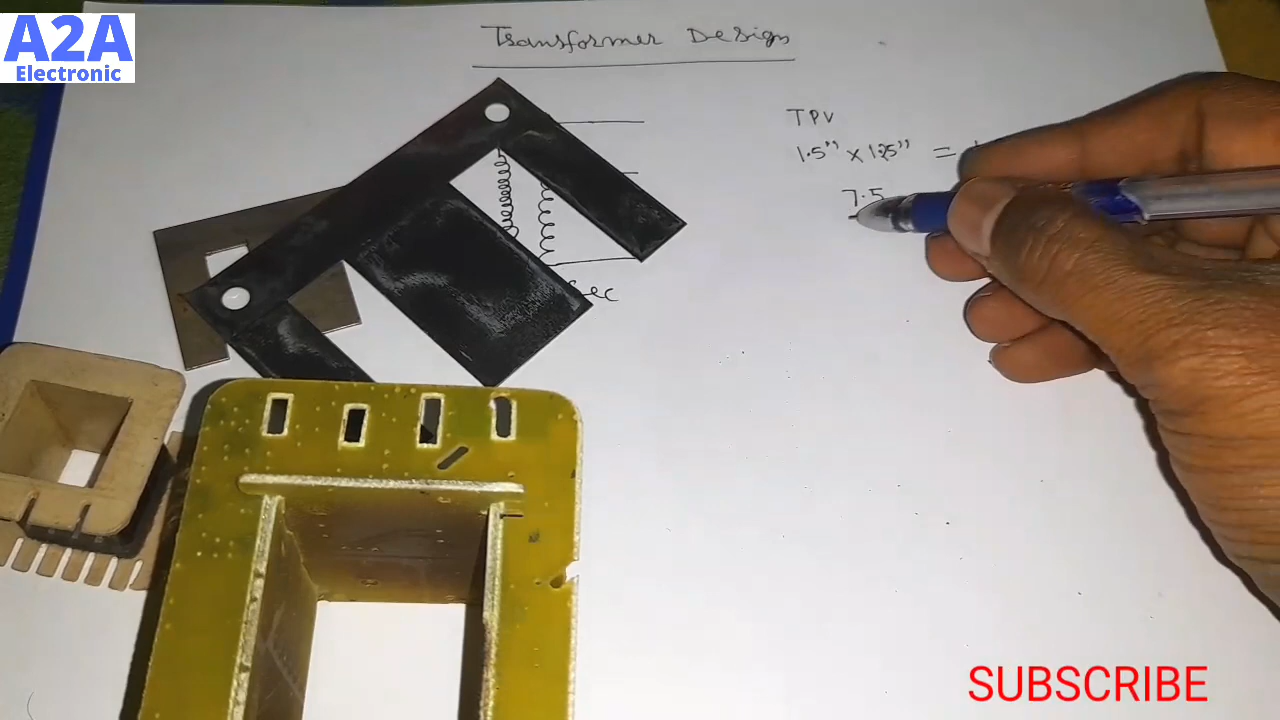 A2A
Electronic
Transformer Design
TPV
1.5" x 1.25" =
7.5
Sec
SUBSCRIBE